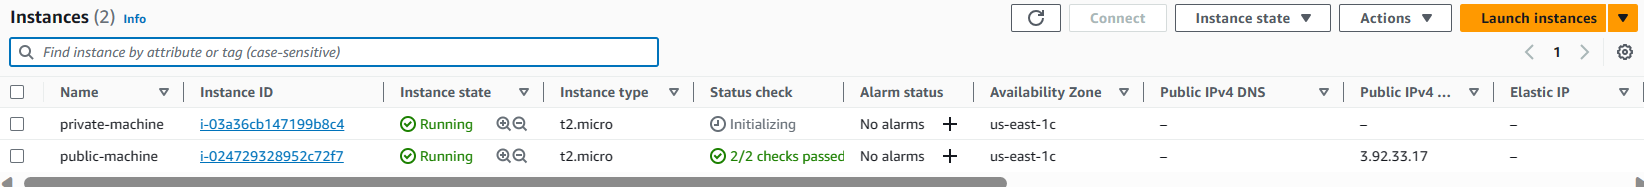 Instances (2) Info Connect Instance state Actions Launch instances
Find instance by attribute or tag (case-sensitive) 1
Name Instance ID Instance state Instance type Status check Alarm status Availability Zone Public IPv4 DNS Public IPv4 ... Elastic IP
private-machine i-03a36cb147199b8c4 Running t2.micro Initializing No alarms + us-east-1c – – –
public-machine i-024729328952c72f7 Running t2.micro 2/2 checks passed No alarms + us-east-1c – 3.92.33.17 –